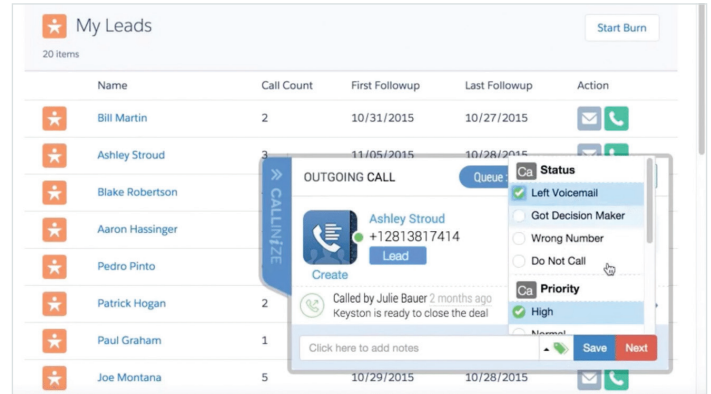 My Leads
Start Burn
20 items
Name Call Count First Followup Last Followup Action
Bill Martin 2 10/31/2015 10/27/2015
Ashley Stroud 3 11/05/2015 10/28/2015
Blake Robertson
Aaron Hassinger
Pedro Pinto
Patrick Hogan 2
Paul Graham 1
Joe Montana 5 10/29/2015 10/28/2015
CALLINIZE
OUTGOING CALL
Queue
Ashley Stroud
+12813817414
Lead
Create
Called by Julie Bauer 2 months ago
Keyston is ready to close the deal
Click here to add notes
Save Next
Ca Status
Left Voicemail
Got Decision Maker
Wrong Number
Do Not Call
Ca Priority
High
Normal